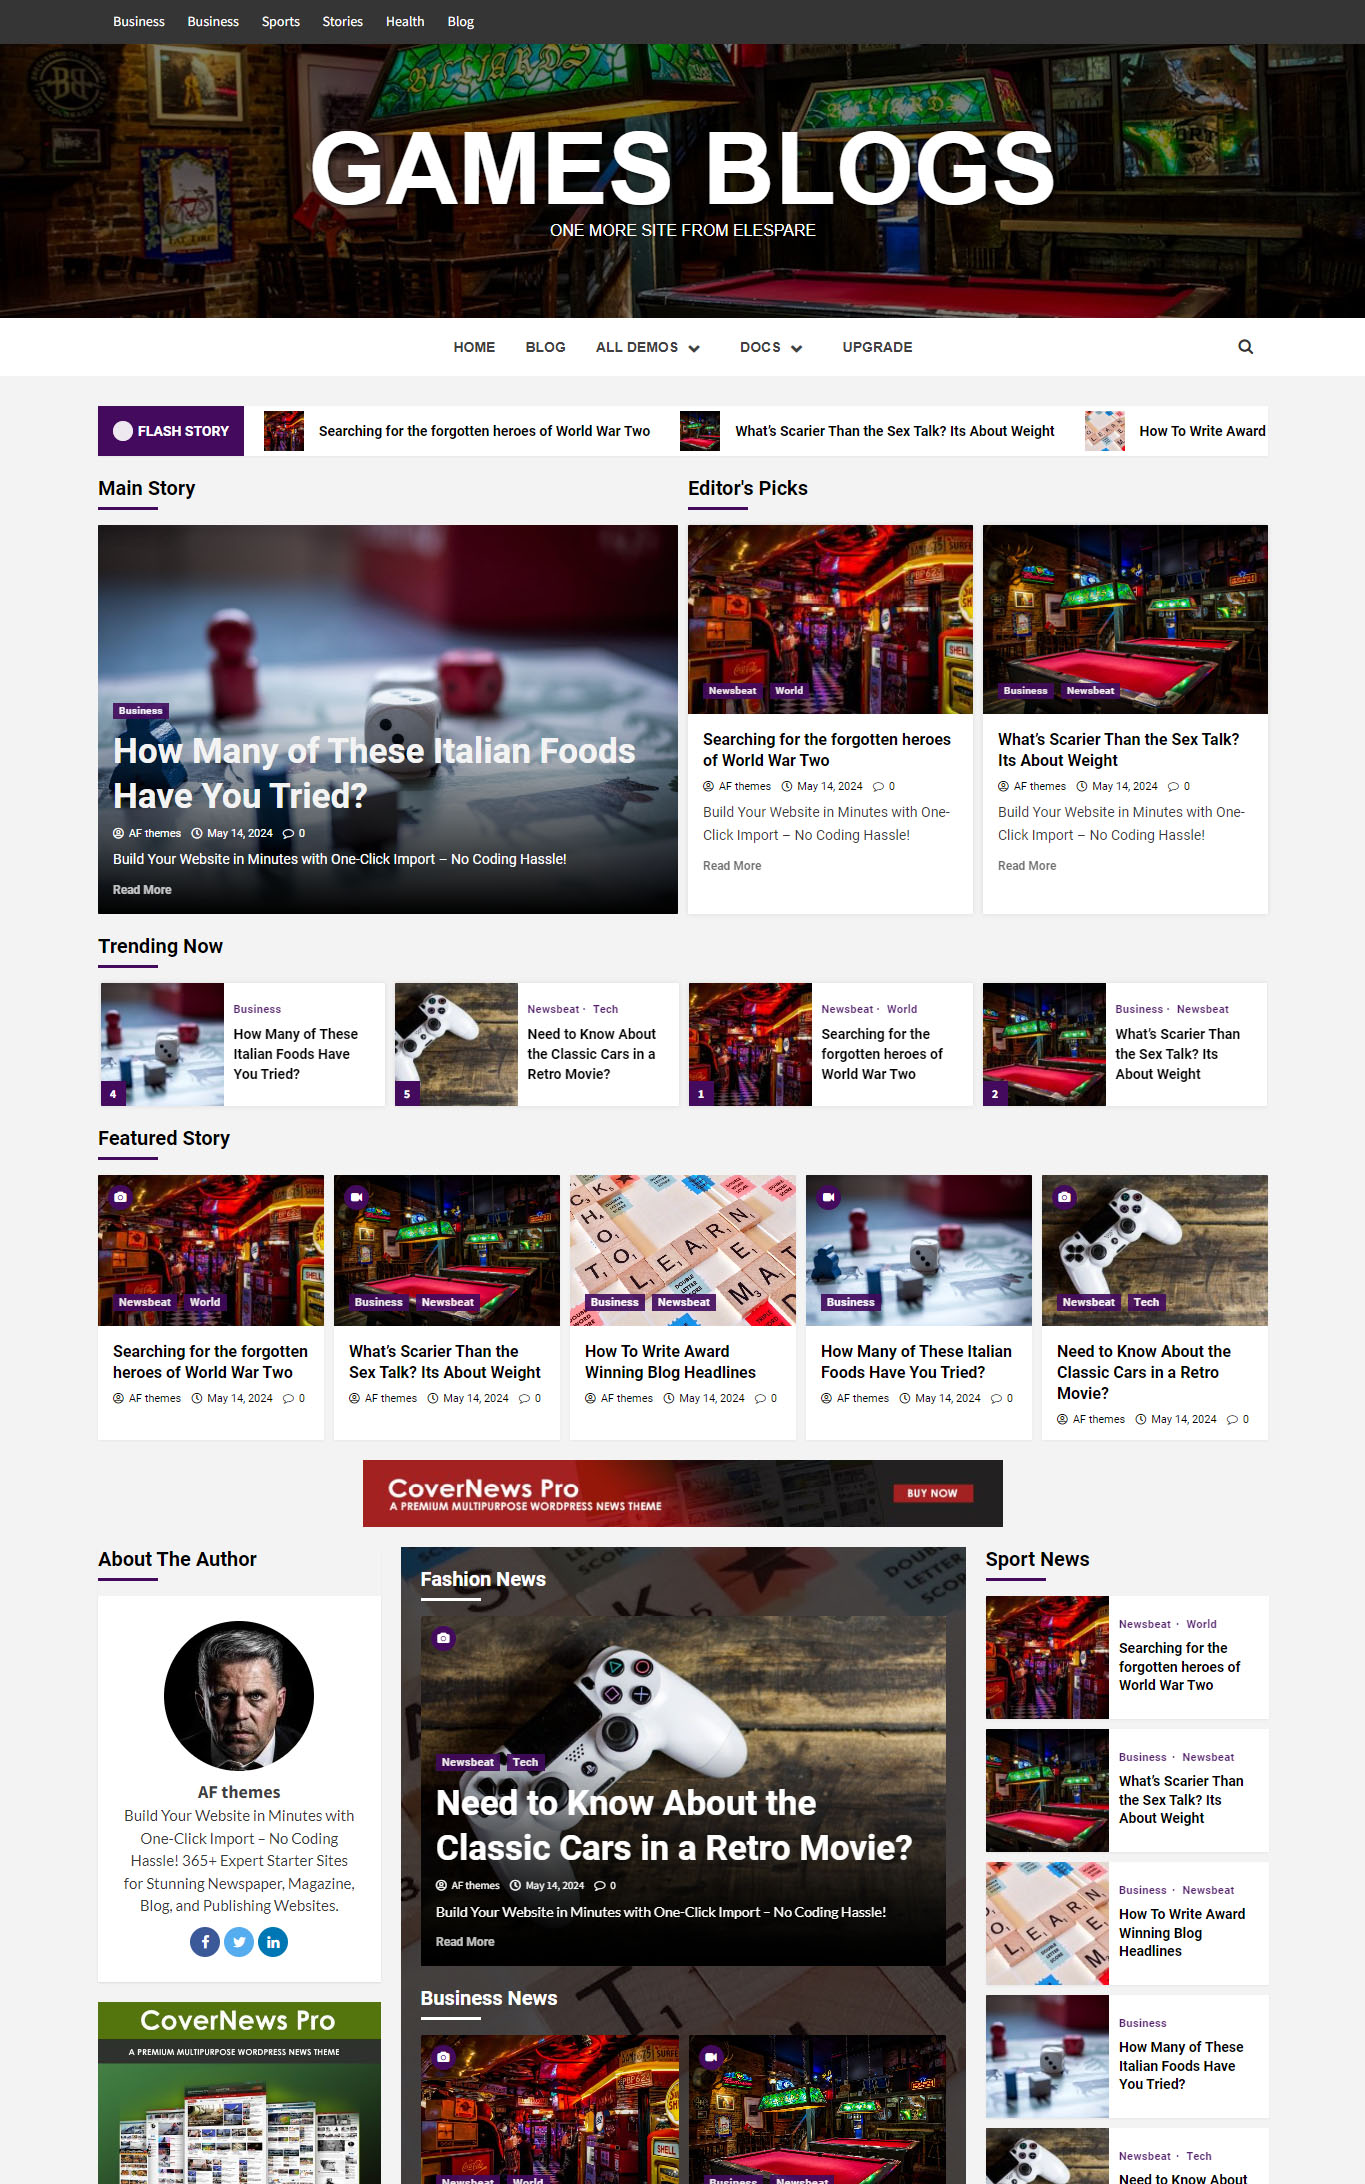 Business Business Sports Stories Health Blog
BILLIARDS
BILLIARDS
GAMES BLOGS
ONE MORE SITE FROM ELESPARE
HOME BLOG ALL DEMOS DOCS UPGRADE
FLASH STORY Searching for the forgotten heroes of World War Two What's Scarier Than the Sex Talk? Its About Weight How To Write Award
Main Story
Business
How Many of These Italian Foods
Have You Tried?
AF themes May 14, 2024 0
Build Your Website in Minutes with One-Click Import – No Coding Hassle!
Read More
Editor's Picks
Newsbeat World
Searching for the forgotten heroes
of World War Two
AF themes May 14, 2024 0
Build Your Website in Minutes with One-
Click Import – No Coding Hassle!
Read More
Business Newsbeat
What's Scarier Than the Sex Talk?
Its About Weight
AF themes May 14, 2024 0
Build Your Website in Minutes with One-
Click Import – No Coding Hassle!
Read More
Trending Now
4
Business
How Many of These
Italian Foods Have
You Tried?
5
Newsbeat · Tech
Need to Know About
the Classic Cars in a
Retro Movie?
1
Newsbeat · World
Searching for the
forgotten heroes of
World War Two
2
Business · Newsbeat
What's Scarier Than
the Sex Talk? Its
About Weight
Featured Story
Newsbeat World
Searching for the forgotten
heroes of World War Two
AF themes May 14, 2024 0
Business Newsbeat
What's Scarier Than the
Sex Talk? Its About Weight
AF themes May 14, 2024 0
Business Newsbeat
How To Write Award
Winning Blog Headlines
AF themes May 14, 2024 0
Business
How Many of These Italian
Foods Have You Tried?
AF themes May 14, 2024 0
Newsbeat Tech
Need to Know About the
Classic Cars in a Retro
Movie?
AF themes May 14, 2024 0
CoverNews Pro
A PREMIUM MULTIPURPOSE WORDPRESS NEWS THEME
BUY NOW
About The Author
AF themes
Build Your Website in Minutes with
One-Click Import – No Coding
Hassle! 365+ Expert Starter Sites
for Stunning Newspaper, Magazine,
Blog, and Publishing Websites.
CoverNews Pro
A PREMIUM MULTIPURPOSE WORDPRESS NEWS THEME
Fashion News
Newsbeat Tech
Need to Know About the
Classic Cars in a Retro Movie?
AF themes May 14, 2024 0
Build Your Website in Minutes with One-Click Import – No Coding Hassle!
Read More
Business News
Newsbeat World
Business Newsbeat
Sport News
Newsbeat · World
Searching for the
forgotten heroes of
World War Two
Business · Newsbeat
What's Scarier Than
the Sex Talk? Its
About Weight
Business · Newsbeat
How To Write Award
Winning Blog
Headlines
Business
How Many of These
Italian Foods Have
You Tried?
Newsbeat · Tech
Need to Know About